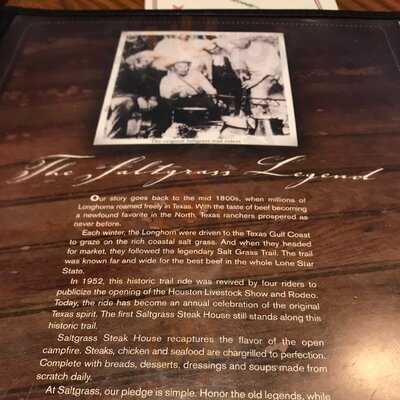 The original Saltgrass trail riders
The Saltgrass Legend
Our story goes back to the mid 1800s, when millions of
Longhorns roamed freely in Texas. With the taste of beef becoming
a newfound favorite in the North, Texas ranchers prospered as
never before.
Each winter, the Longhorn were driven to the Texas Gulf Coast
to graze on the rich coastal salt grass. And when they headed
for market, they followed the legendary Salt Grass Trail. The trail
was known far and wide for the best beef in the whole Lone Star
State.
In 1952, this historic trail ride was revived by four riders to
publicize the opening of the Houston Livestock Show and Rodeo.
Today, the ride has become an annual celebration of the original
Texas spirit. The first Saltgrass Steak House still stands along this
historic trail.
Saltgrass Steak House recaptures the flavor of the open
campfire. Steaks, chicken and seafood are chargrilled to perfection.
Complete with breads, desserts, dressings and soups made from
scratch daily.
At Saltgrass, our pledge is simple. Honor the old legends, while